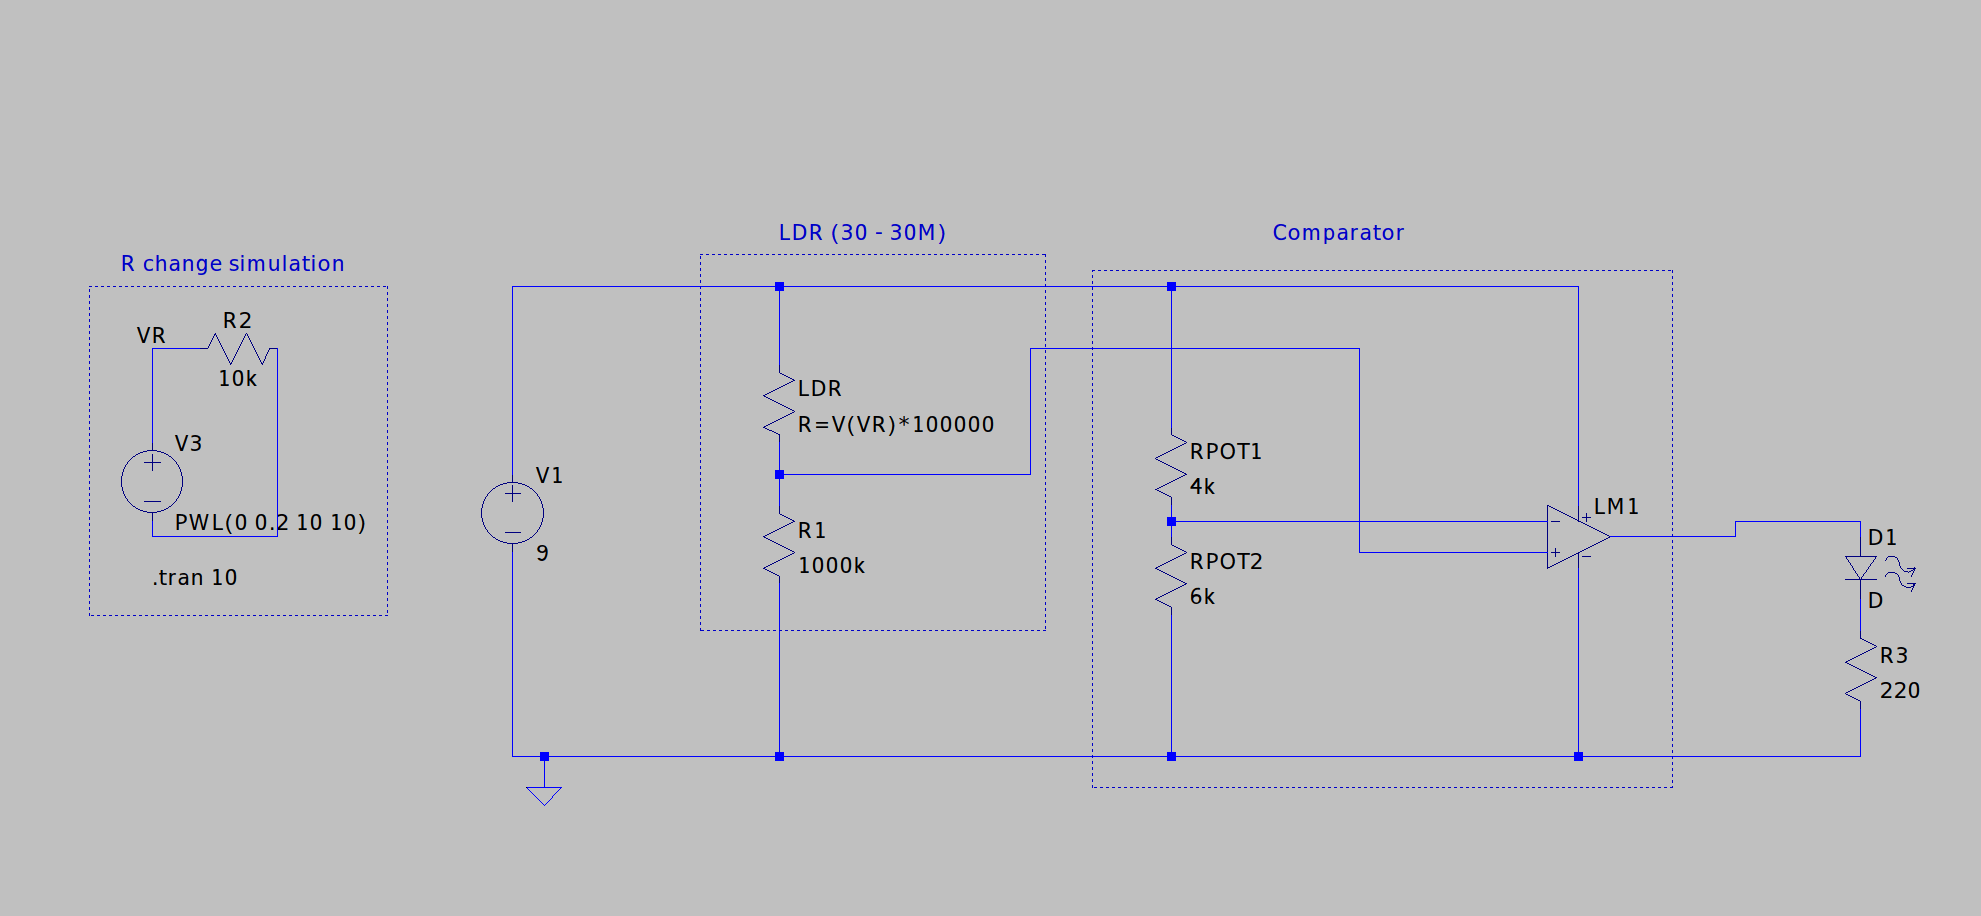 LDR (30 - 30M)
Comparator
R change simulation
R2
VR
10k
V3
PWL(0 0.2 10 10)
.tran 10
V1
9
LDR
R=V(VR)*100000
R1
1000k
RPOT1
4k
RPOT2
6k
LM1
D1
D
R3
220